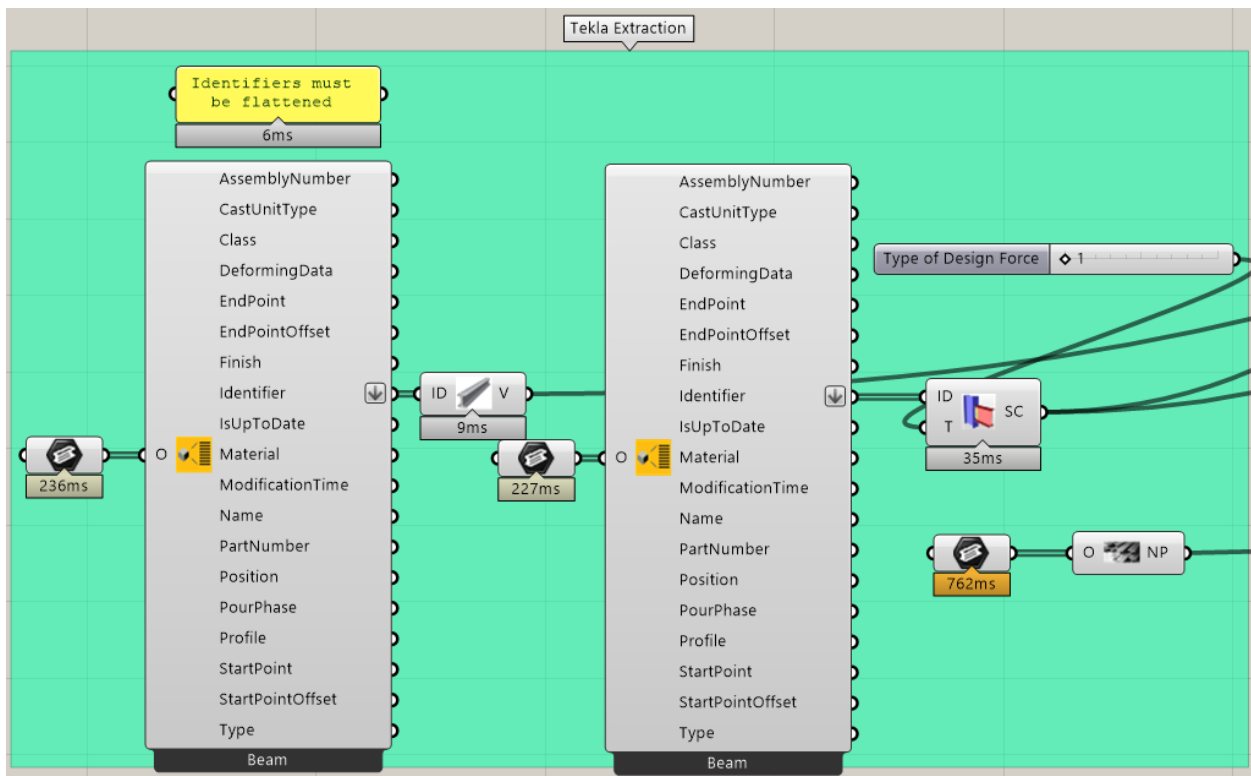 Tekla Extraction
Identifiers must
be flattened
6ms
AssemblyNumber
CastUnitType
Class
DeformingData
EndPoint
EndPointOffset
Finish
Identifier
IsUpToDate
O
Material
ModificationTime
Name
PartNumber
Position
PourPhase
Profile
StartPoint
StartPointOffset
Type
Beam
236ms
ID V
9ms
227ms
AssemblyNumber
CastUnitType
Class
DeformingData
EndPoint
EndPointOffset
Finish
Identifier
IsUpToDate
O
Material
ModificationTime
Name
PartNumber
Position
PourPhase
Profile
StartPoint
StartPointOffset
Type
Beam
Type of Design Force 1
ID
T
SC
35ms
762ms
O NP